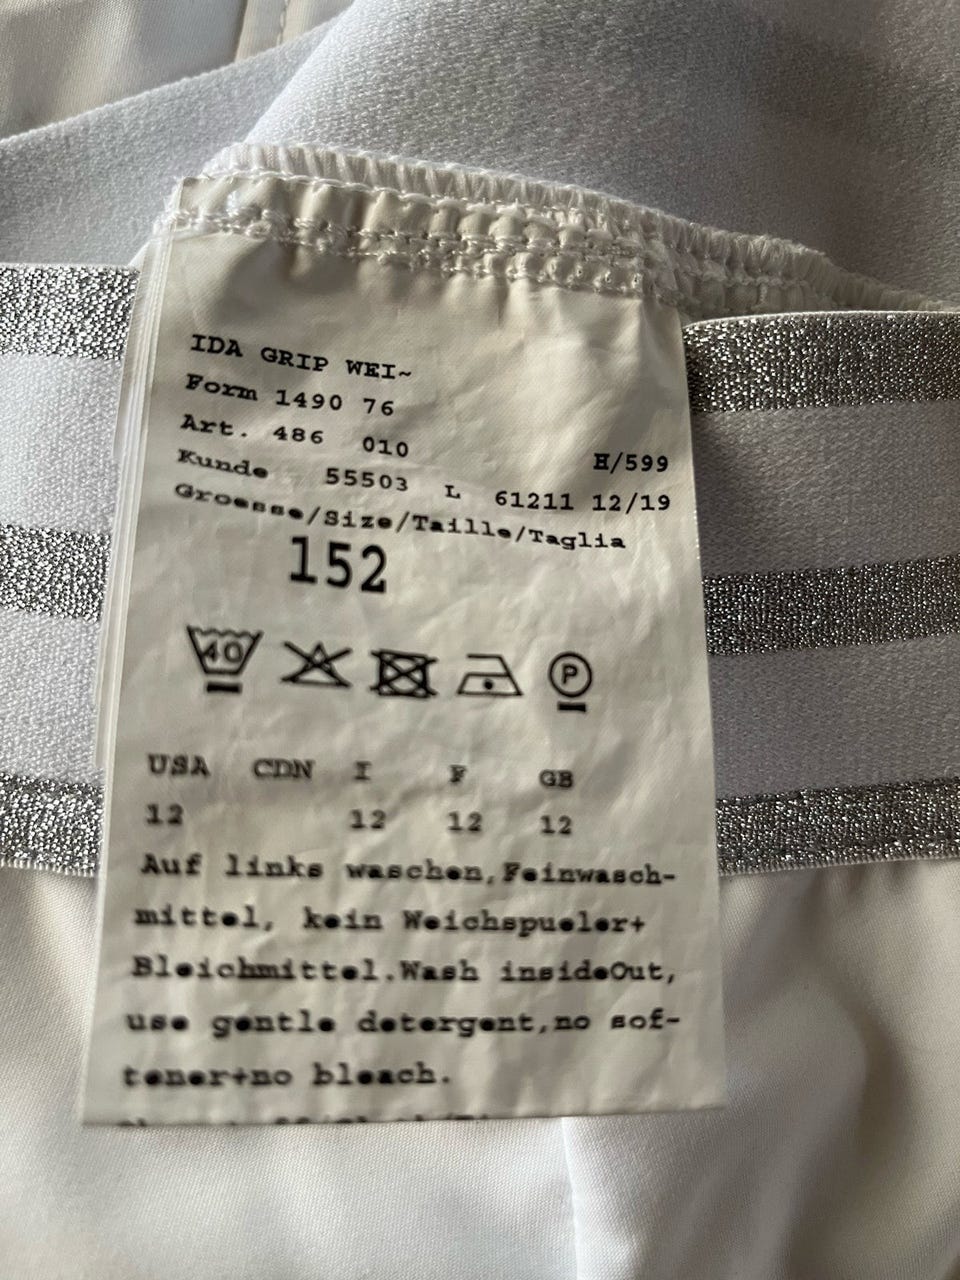 IDA GRIP WEI~
Form 1490 76
Art. 486 010 H/599
Kunde 55503 L 61211 12/19
Groesse/Size/Taille/Taglia
152
40 P
USA CDN I F GB
12 12 12 12
Auf links waschen,Feinwasch-
mittel, kein Weichspueler+
Bleichmittel.Wash insideOut,
use gentle detergent,no sof-
tener+no bleach.